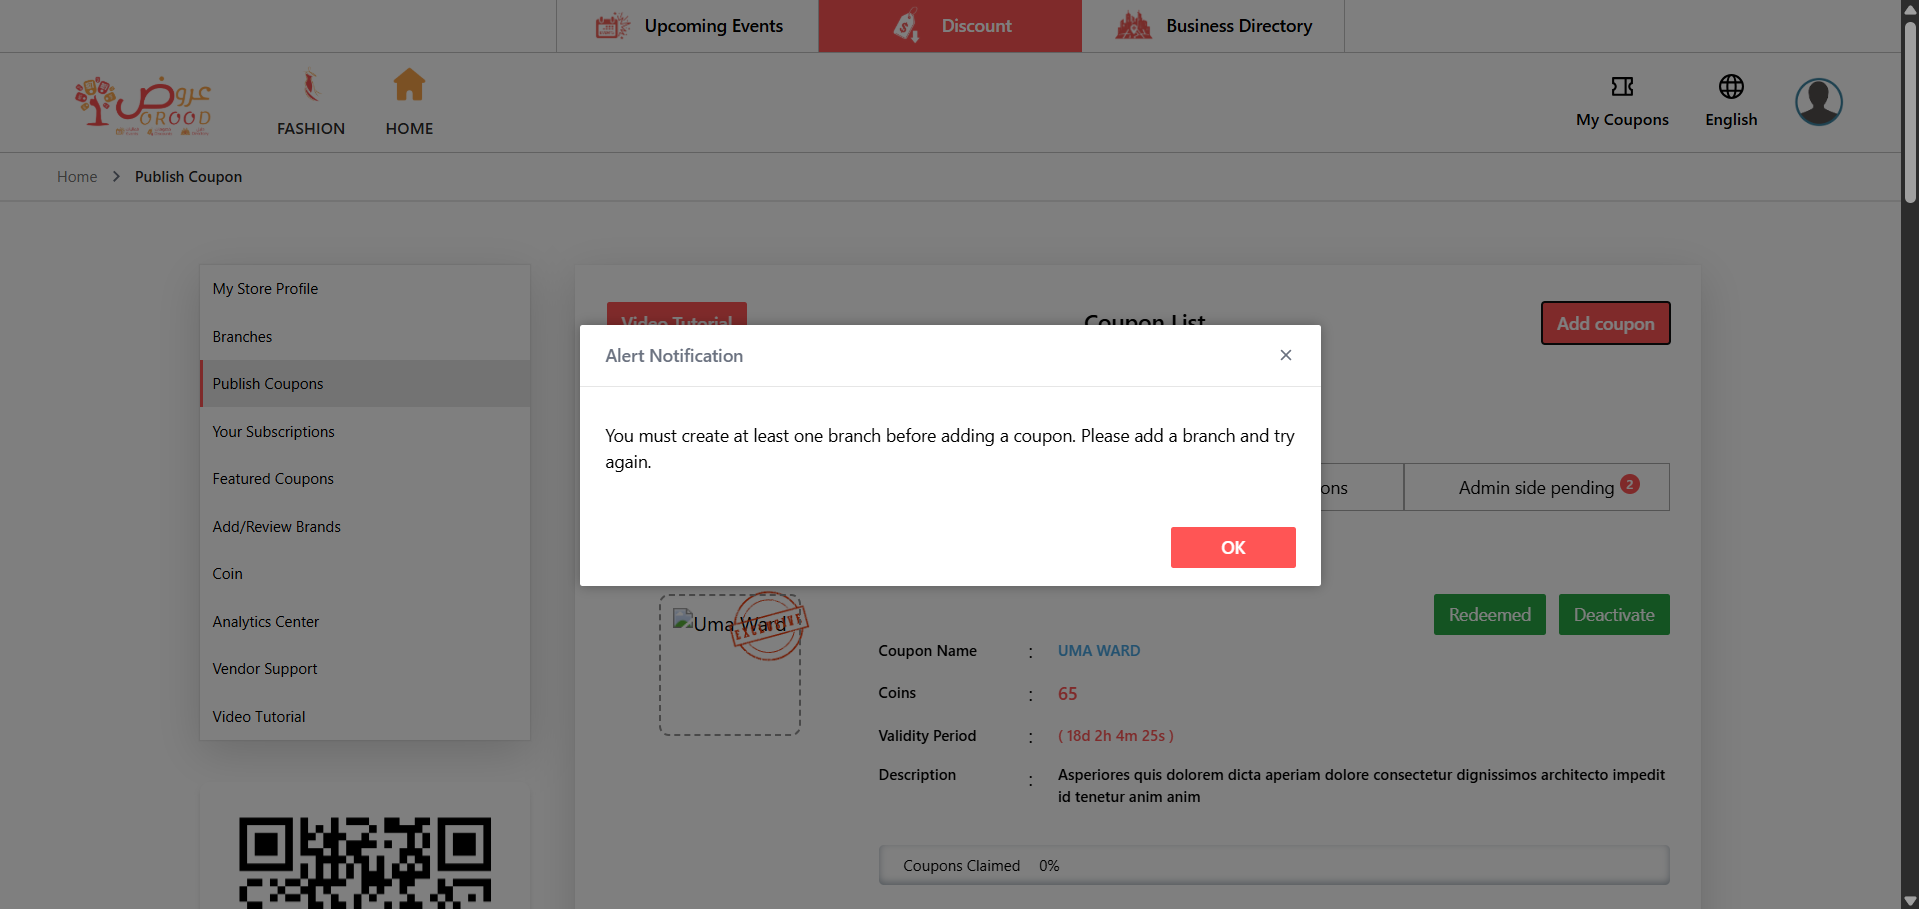 Upcoming Events
Discount
Business Directory
عروض
OROOD
FASHION
HOME
My Coupons
English
Home
Publish Coupon
My Store Profile
Branches
Publish Coupons
Your Subscriptions
Featured Coupons
Add/Review Brands
Coin
Analytics Center
Vendor Support
Video Tutorial
Video Tutorial
Coupon List
Add coupon
Alert Notification
You must create at least one branch before adding a coupon. Please add a branch and try
again.
OK
ons
Admin side pending 2
Uma Ward
EXCLUSIVE
Redeemed
Deactivate
Coupon Name : UMA WARD
Coins : 65
Validity Period : ( 18d 2h 4m 25s )
Description : Asperiores quis dolorem dicta aperiam dolore consectetur dignissimos architecto impedit
id tenetur anim anim
Coupons Claimed 0%